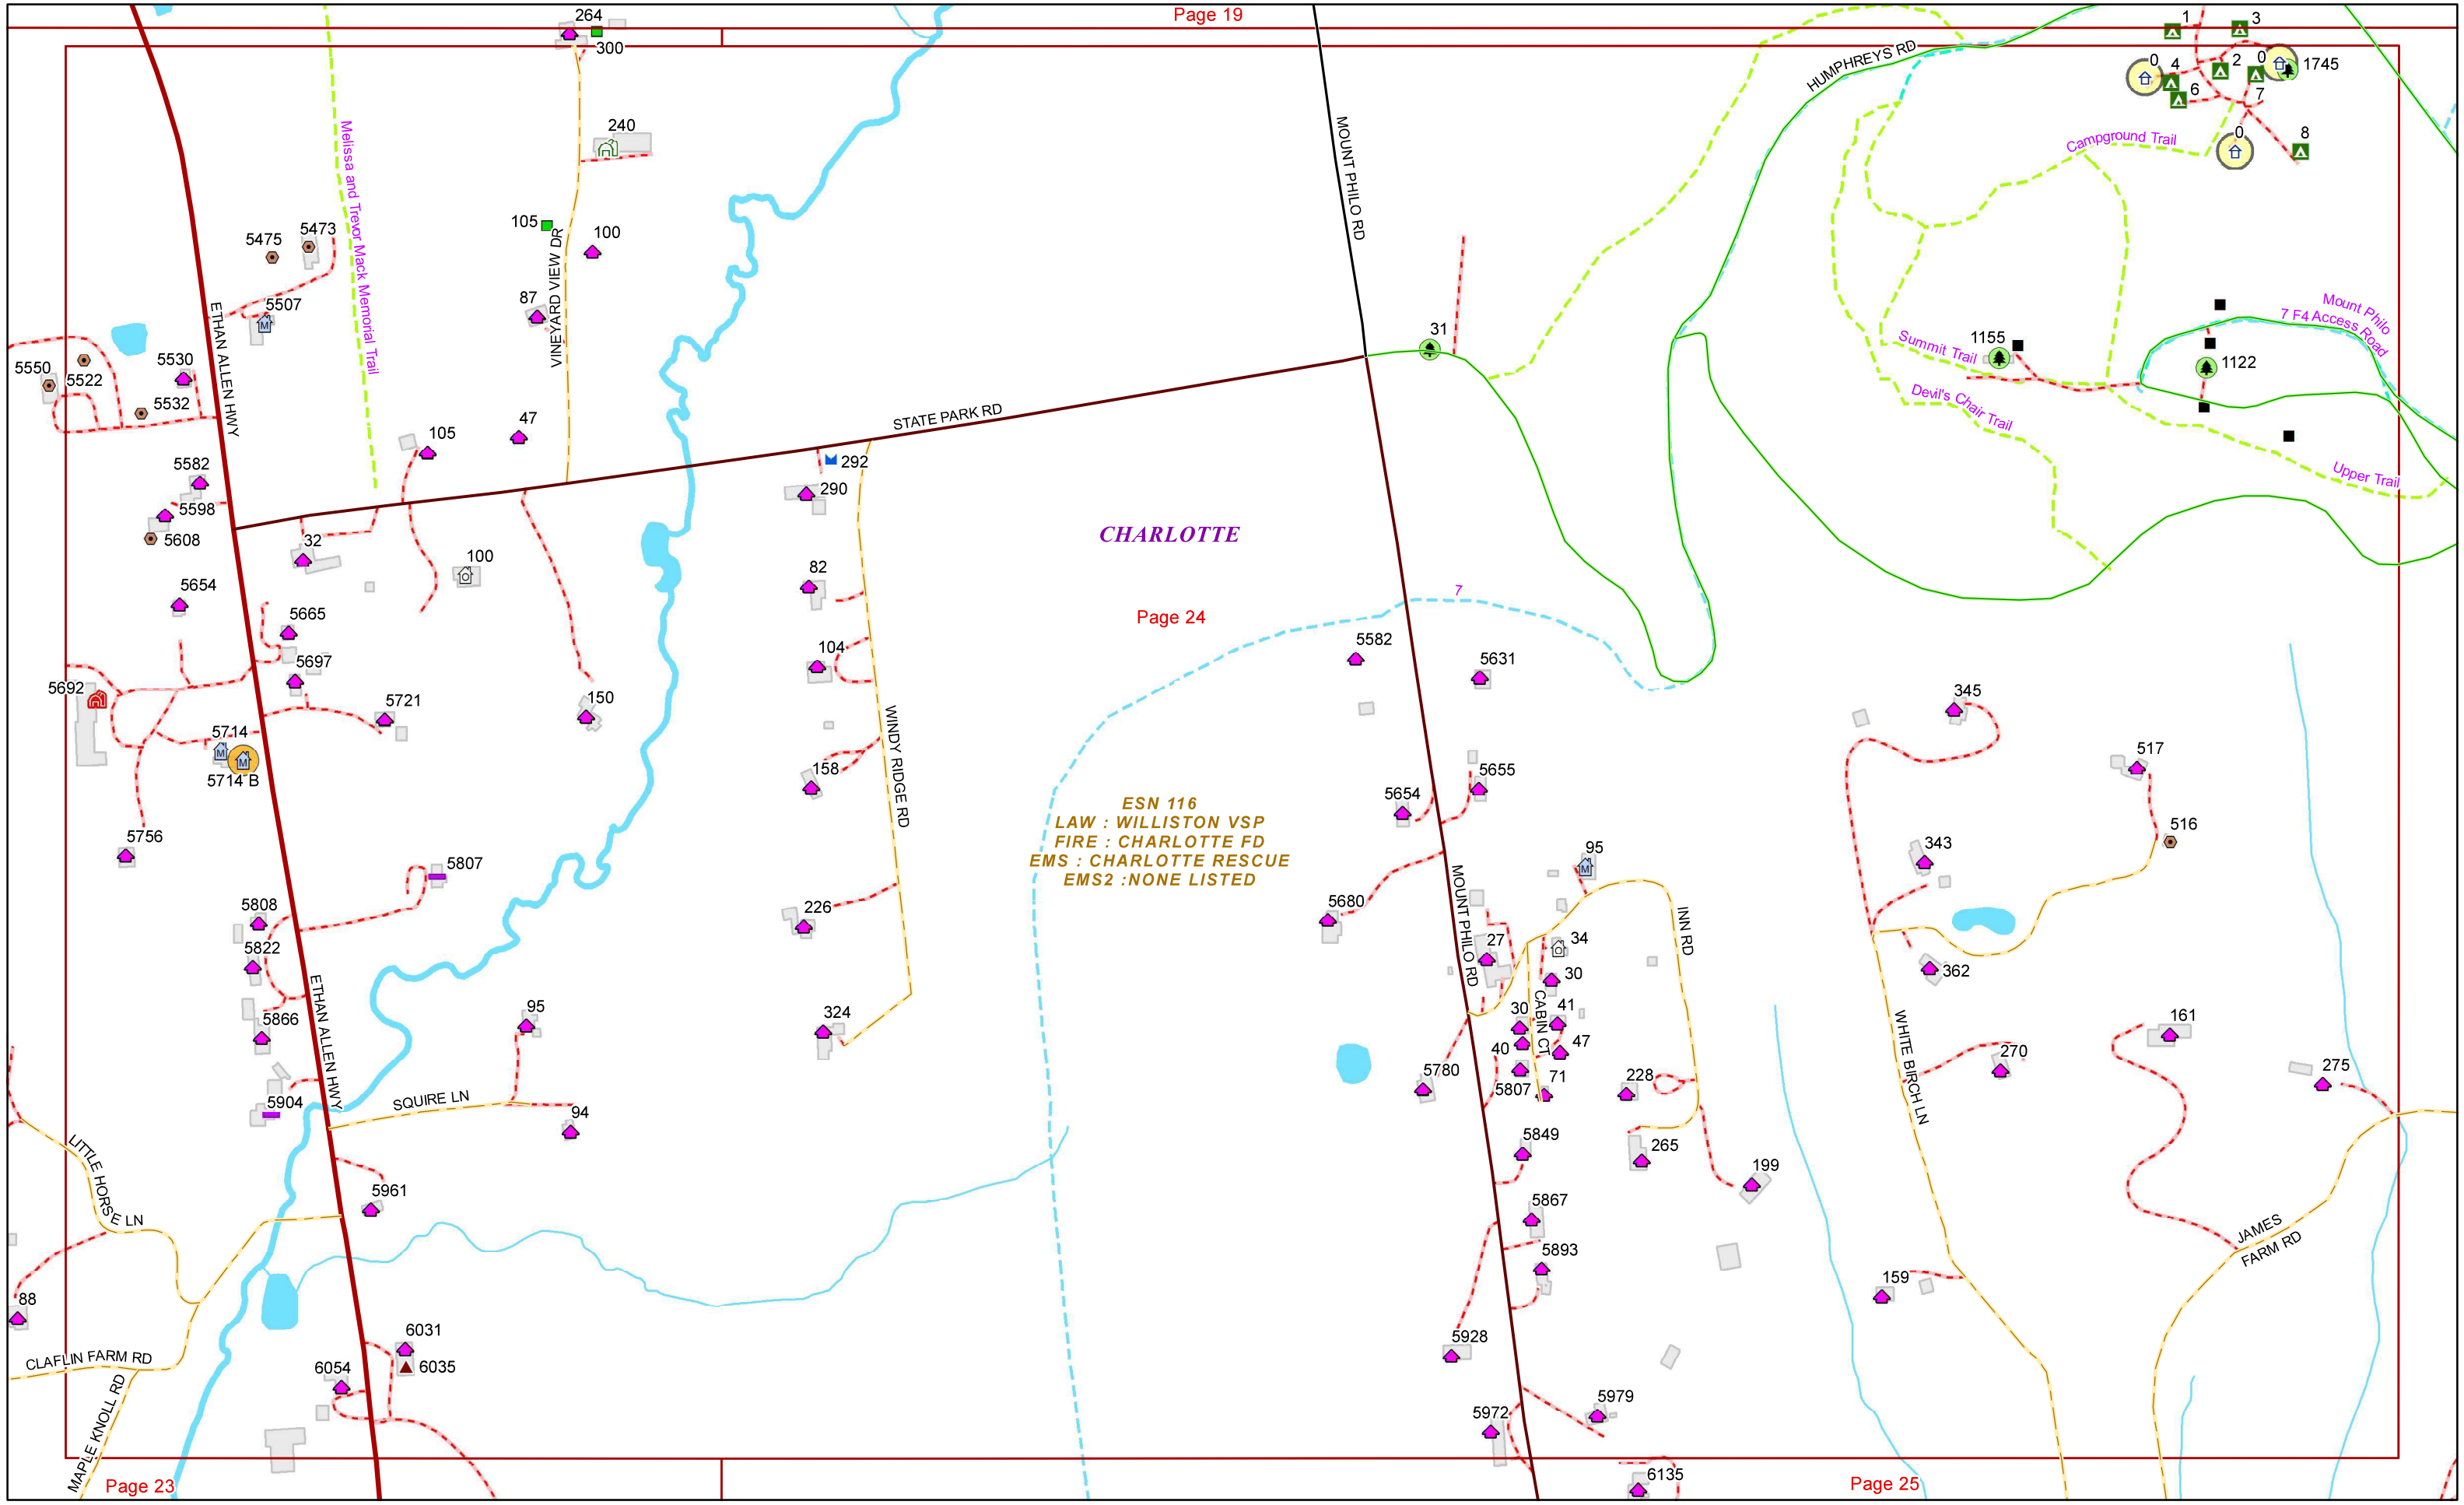 Page 19
264
300
1
3
HUMPHREYS RD
0
4
2
0
1745
6
7
240
MOUNT PHILO RD
Melissa and Trevor Mack Memorial Trail
Campground Trail
0
8
105
100
5475
5473
VINEYARD VIEW DR
87
5507
ETHAN ALLEN HWY
31
Mount Philo
7 F4 Access Road
1155
Summit Trail
1122
5550
5522
5530
5532
Devil's Chair Trail
47
105
STATE PARK RD
292
290
Upper Trail
5582
5598
5608
32
100
CHARLOTTE
82
5654
7
Page 24
5665
5697
104
5582
5631
5692
5721
150
345
WINDY RIDGE RD
5714
5714 B
158
517
5655
5654
ESN 116
LAW : WILLISTON VSP
FIRE : CHARLOTTE FD
EMS : CHARLOTTE RESCUE
EMS2 :NONE LISTED
516
5756
343
95
5807
MOUNT PHILO RD
5680
226
5808
INN RD
27
34
5822
362
30
ETHAN ALLEN HWY
95
324
5866
30
41
CABIN CT
161
WHITE BIRCH LN
40
47
270
5780
228
71
5807
275
5904
SQUIRE LN
94
LITTLE HORSE LN
5849
265
199
5961
5867
JAMES
FARM RD
5893
159
88
6031
5928
CLAFLIN FARM RD
6054
6035
MAPLE KNOLL RD
5979
5972
6135
Page 23
Page 25